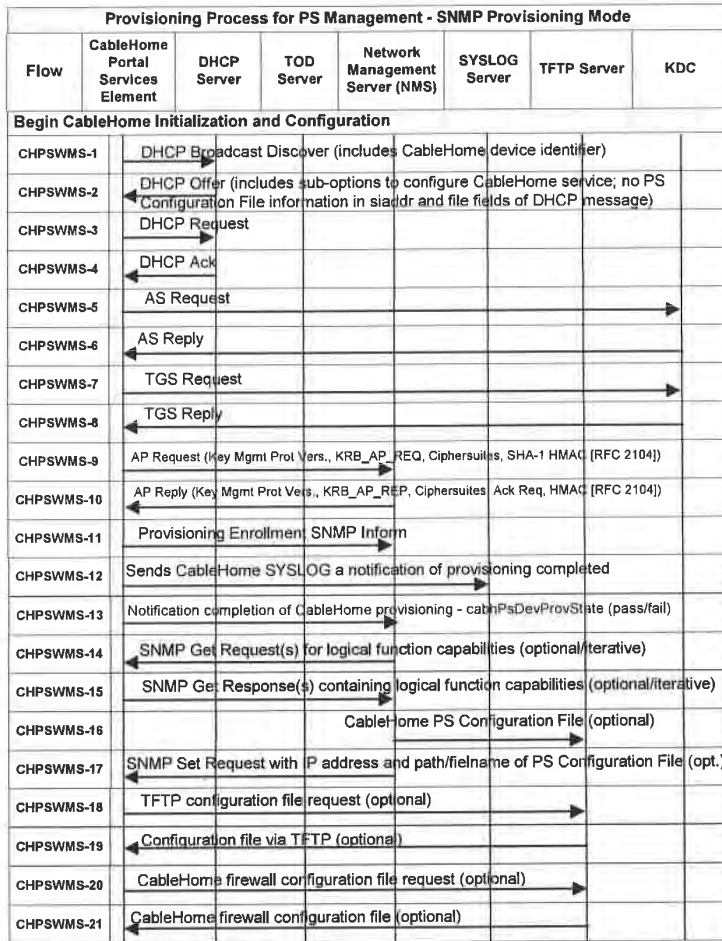 Provisioning Process for PS Management - SNMP Provisioning Mode
Flow
CableHome
Portal
Services
Element
DHCP
Server
TOD
Server
Network
Management
Server (NMS)
SYSLOG
Server
TFTP Server
KDC
Begin CableHome Initialization and Configuration
CHPSWMS-1
DHCP Broadcast Discover (includes CableHome device identifier)
CHPSWMS-2
DHCP Offer (includes sub-options to configure CableHome service; no PS
Configuration File information in siaddr and file fields of DHCP message)
CHPSWMS-3
DHCP Request
CHPSWMS-4
DHCP Ack
CHPSWMS-5
AS Request
CHPSWMS-6
AS Reply
CHPSWMS-7
TGS Request
CHPSWMS-8
TGS Reply
CHPSWMS-9
AP Request (Key Mgmt Prot Vers., KRB_AP_REQ, Ciphersuites, SHA-1 HMAC [RFC 2104])
CHPSWMS-10
AP Reply (Key Mgmt Prot Vers., KRB_AP_REP, Ciphersuites, Ack Req, HMAC [RFC 2104])
CHPSWMS-11
Provisioning Enrollment SNMP Inform
CHPSWMS-12
Sends CableHome SYSLOG a notification of provisioning completed
CHPSWMS-13
Notification completion of CableHome provisioning - cabhPsDevProvState (pass/fail)
CHPSWMS-14
SNMP Get Request(s) for logical function capabilities (optional/iterative)
CHPSWMS-15
SNMP Get Response(s) containing logical function capabilities (optional/iterative)
CHPSWMS-16
CableHome PS Configuration File (optional)
CHPSWMS-17
SNMP Set Request with IP address and path/fielname of PS Configuration File (opt.)
CHPSWMS-18
TFTP configuration file request (optional)
CHPSWMS-19
Configuration file via TFTP (optional)
CHPSWMS-20
CableHome firewall configuration file request (optional)
CHPSWMS-21
CableHome firewall configuration file (optional)